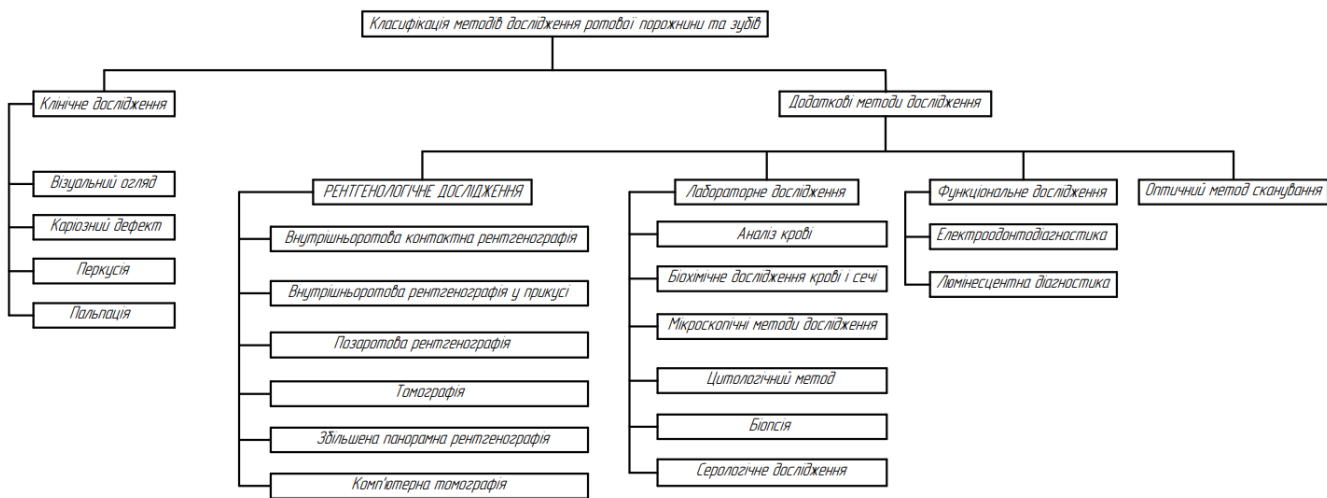 Класифікація методів дослідження ротової порожнини та зубів
Клінічне дослідження
Додаткові методи дослідження
Візуальний огляд
Каріозний дефект
Перкусія
Пальпація
РЕНТГЕНОЛОГІЧНЕ ДОСЛІДЖЕННЯ
Внутрішньоротова контактна рентгенографія
Внутрішньоротова рентгенографія у прикусі
Позаротова рентгенографія
Томографія
Збільшена панорамна рентгенографія
Комп'ютерна томографія
Лабораторне дослідження
Аналіз крові
Біохімічне дослідження крові і сечі
Мікроскопічні методи дослідження
Цитологічний метод
Біопсія
Серологічне дослідження
Функціональне дослідження
Електроодонтодіагностика
Люмінесцентна діагностика
Оптичний метод сканування